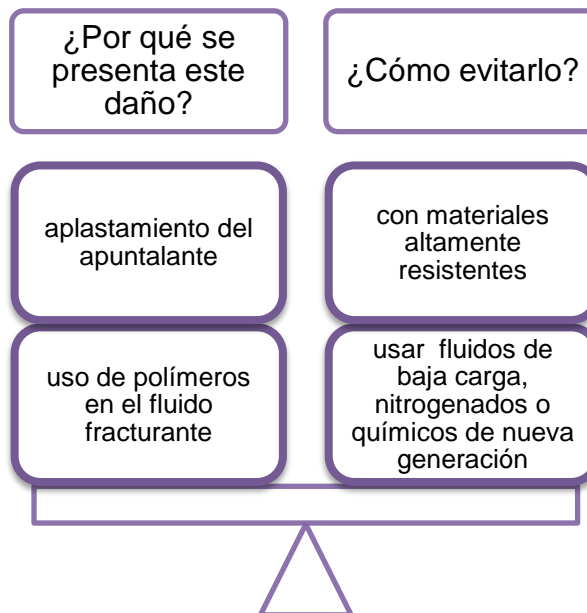 ¿Por qué se
presenta este
daño?
¿Cómo evitarlo?
aplastamiento del
apuntalante
con materiales
altamente
resistentes
uso de polímeros
en el fluido
fracturante
usar fluidos de
baja carga,
nitrogenados o
químicos de nueva
generación